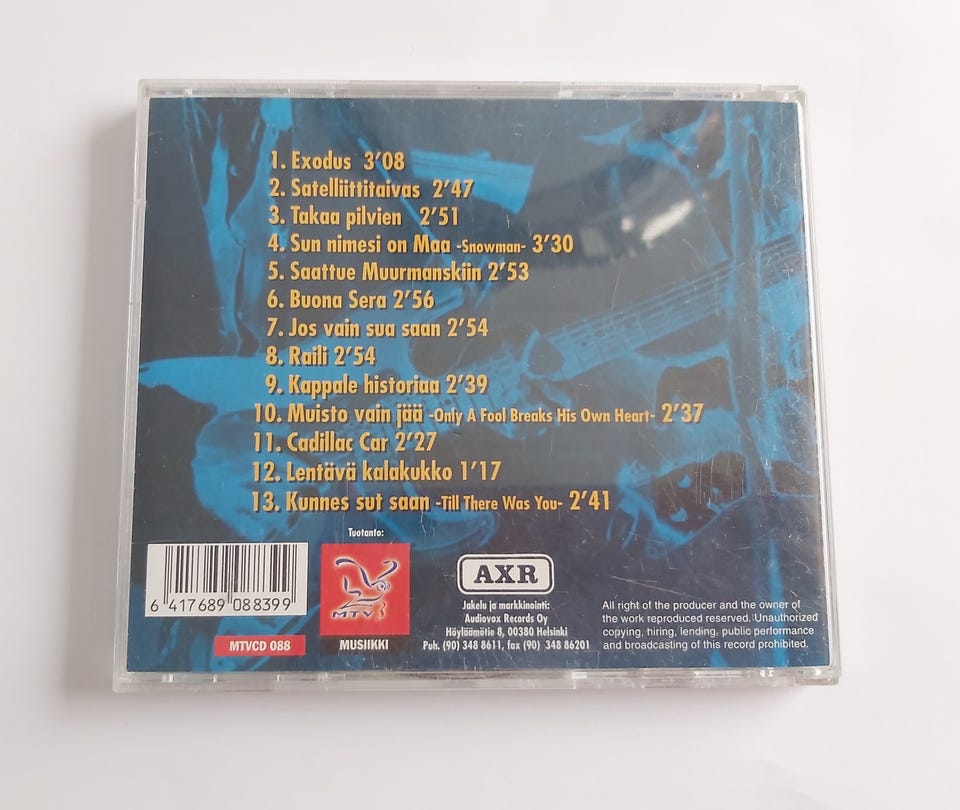 1. Exodus 3'08
2. Satelliittitaivas 2'47
3. Takaa pilvien 2'51
4. Sun nimesi on Maa -Snowman- 3'30
5. Saattue Muurmanskiin 2'53
6. Buona Sera 2'56
7. Jos vain sua saan 2'54
8. Raili 2'54
9. Kappale historiaa 2'39
10. Muisto vain jää -Only A Fool Breaks His Own Heart- 2'37
11. Cadillac Car 2'27
12. Lentävä kalakukko 1'17
13. Kunnes sut saan -Till There Was You- 2'41
6 417689 088399
MTVCD 088
Tuotanto:
MTV3
MUSIIKKI
AXR
Jakelu ja markkinointi:
Audiovox Records Oy
Höyläämötie 8, 00380 Helsinki
Puh. (90) 348 8611, fax (90) 348 86201
All right of the producer and the owner of
the work reproduced reserved. Unauthorized
copying, hiring, lending, public performance
and broadcasting of this record prohibited.